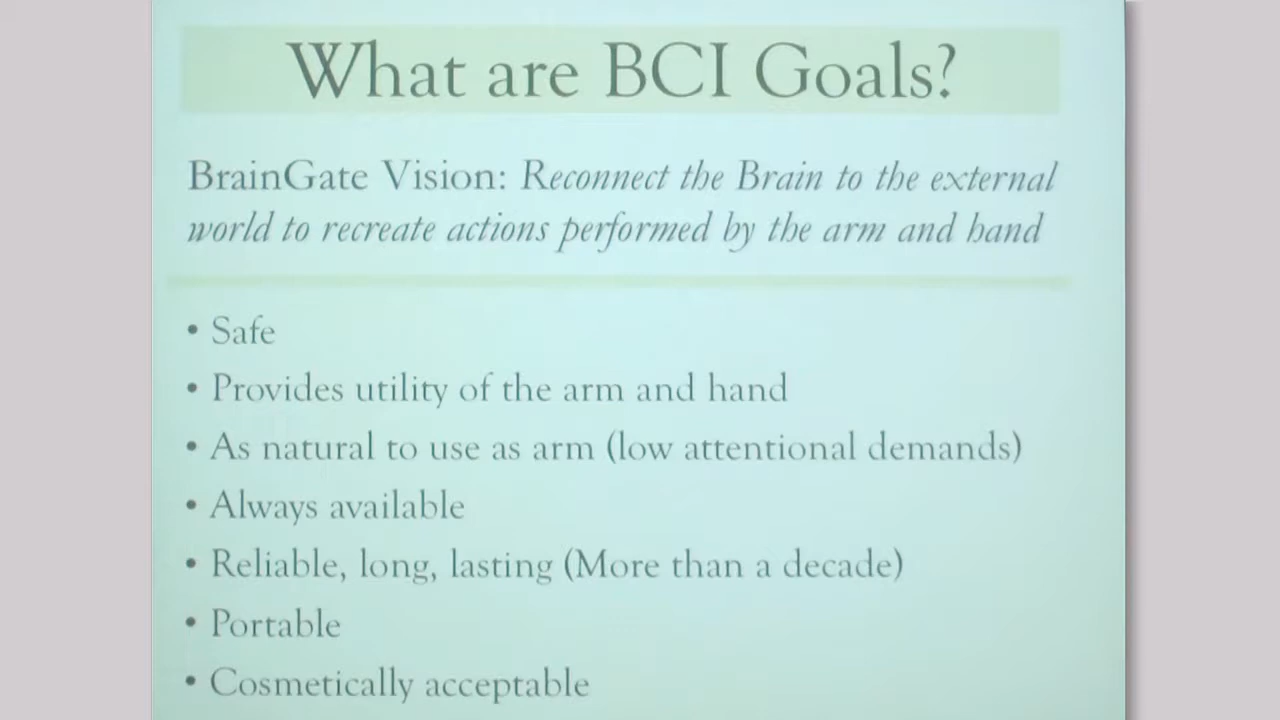 What are BCI Goals?
BrainGate Vision: Reconnect the Brain to the external
world to recreate actions performed by the arm and hand
• Safe
• Provides utility of the arm and hand
• As natural to use as arm (low attentional demands)
• Always available
• Reliable, long, lasting (More than a decade)
• Portable
• Cosmetically acceptable